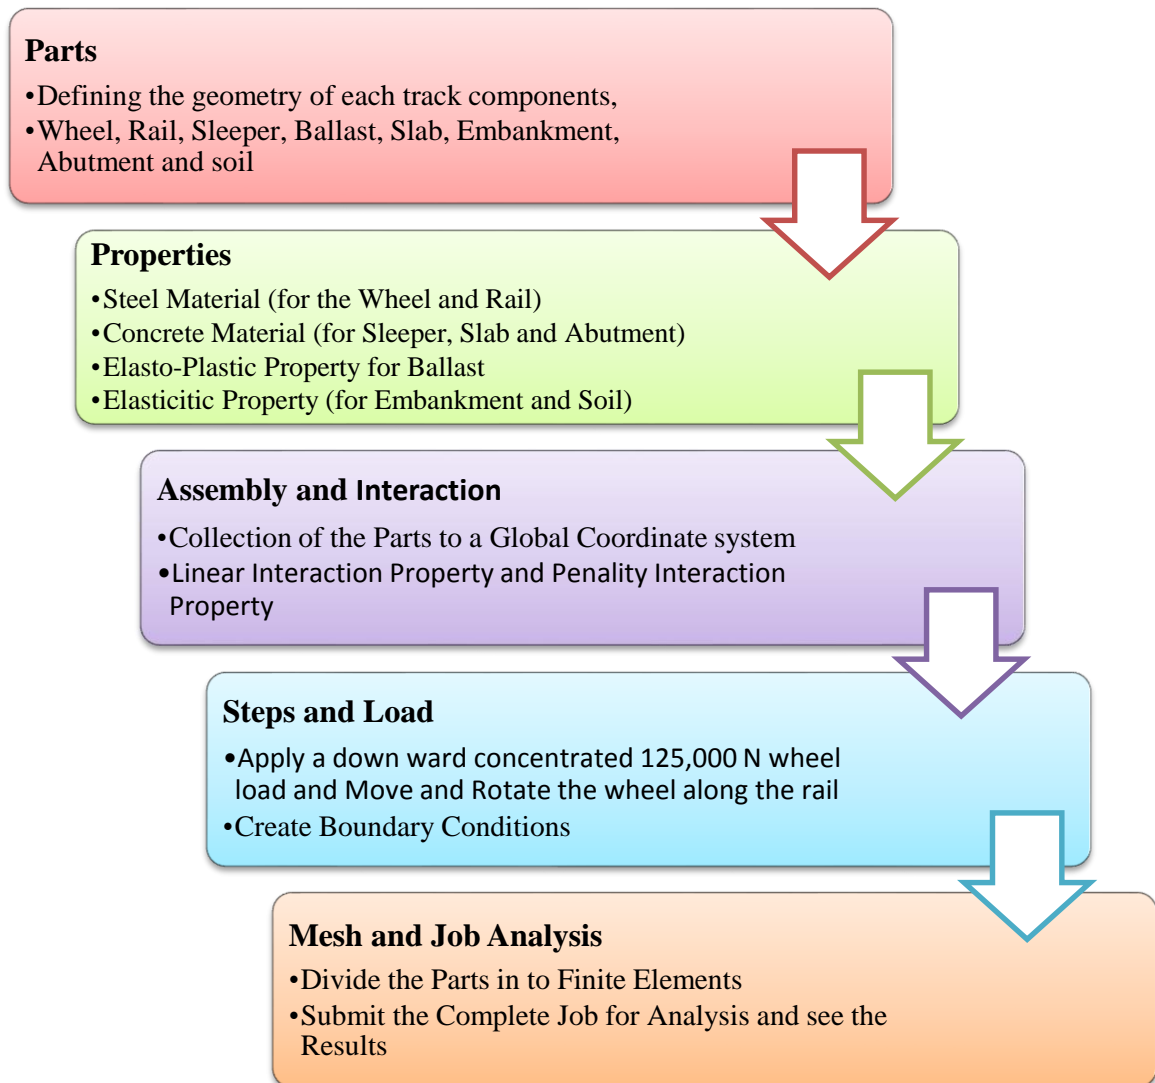 Parts
•Defining the geometry of each track components,
•Wheel, Rail, Sleeper, Ballast, Slab, Embankment,
Abutment and soil
Properties
•Steel Material (for the Wheel and Rail)
•Concrete Material (for Sleeper, Slab and Abutment)
•Elasto-Plastic Property for Ballast
•Elasticitic Property (for Embankment and Soil)
Assembly and Interaction
•Collection of the Parts to a Global Coordinate system
•Linear Interaction Property and Penality Interaction
Property
Steps and Load
•Apply a down ward concentrated 125,000 N wheel
load and Move and Rotate the wheel along the rail
•Create Boundary Conditions
Mesh and Job Analysis
•Divide the Parts in to Finite Elements
•Submit the Complete Job for Analysis and see the
Results